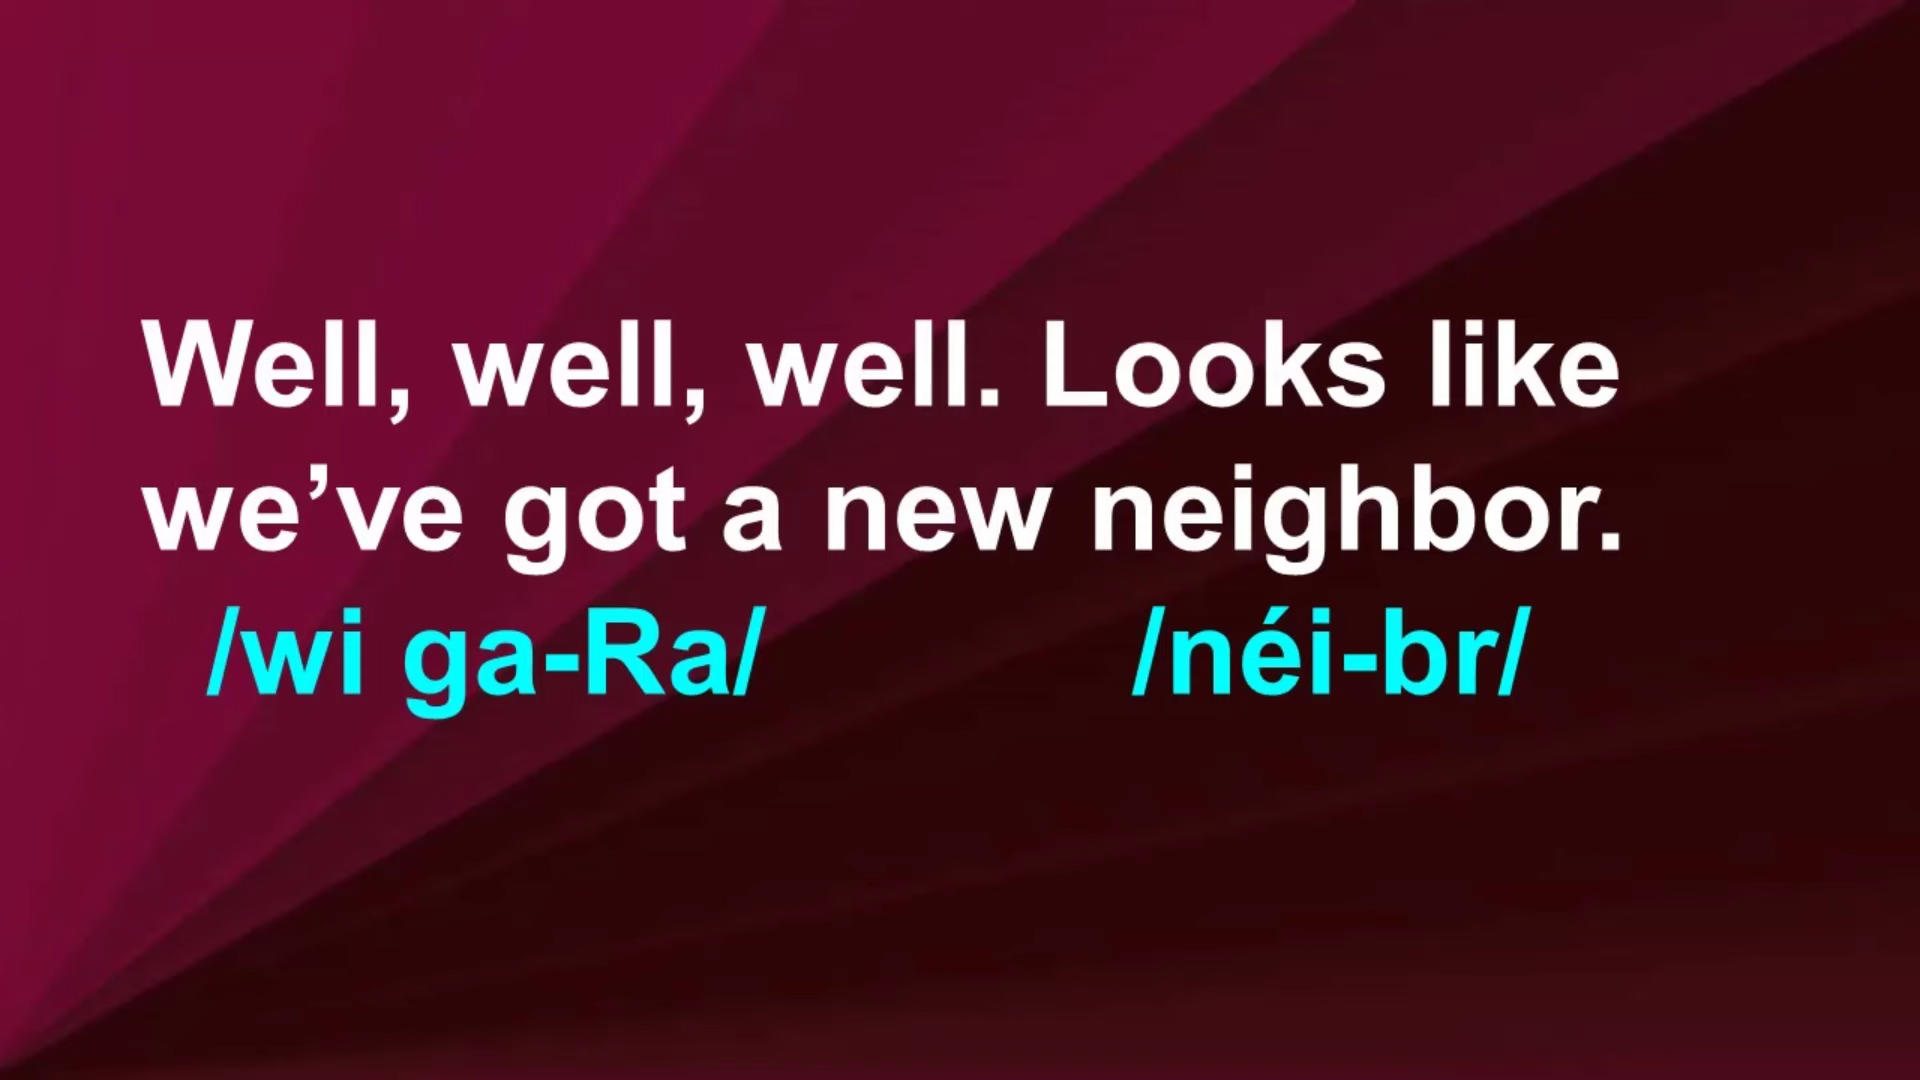 Well, well, well. Looks like
we’ve got a new neighbor.
/wi ga-Ra/ /néi-br/